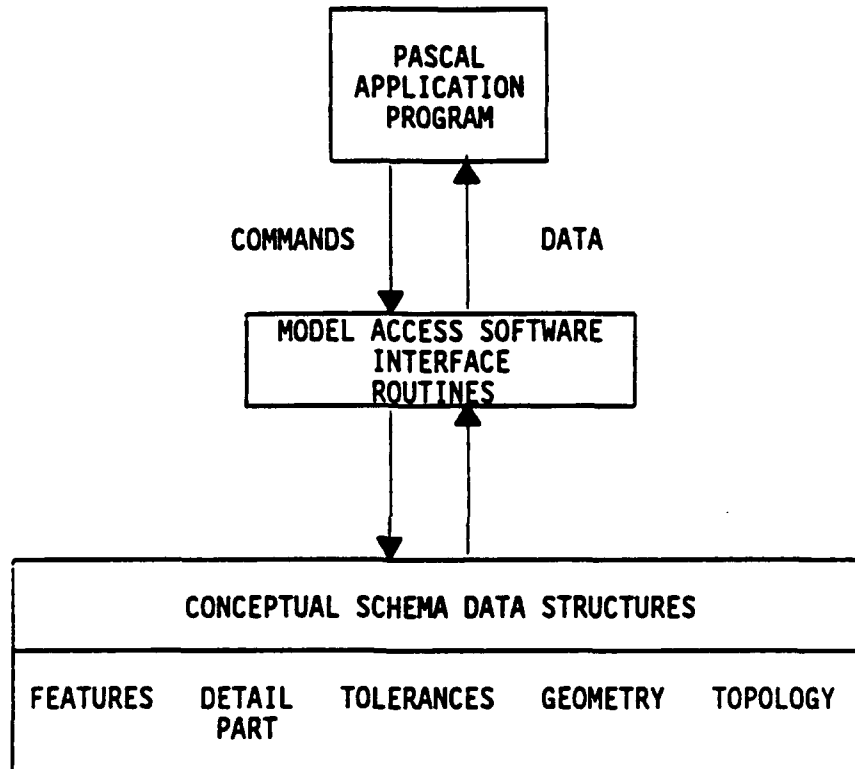 PASCAL
APPLICATION
PROGRAM
COMMANDS DATA
MODEL ACCESS SOFTWARE
INTERFACE
ROUTINES
CONCEPTUAL SCHEMA DATA STRUCTURES
FEATURES DETAIL TOLERANCES GEOMETRY TOPOLOGY
PART